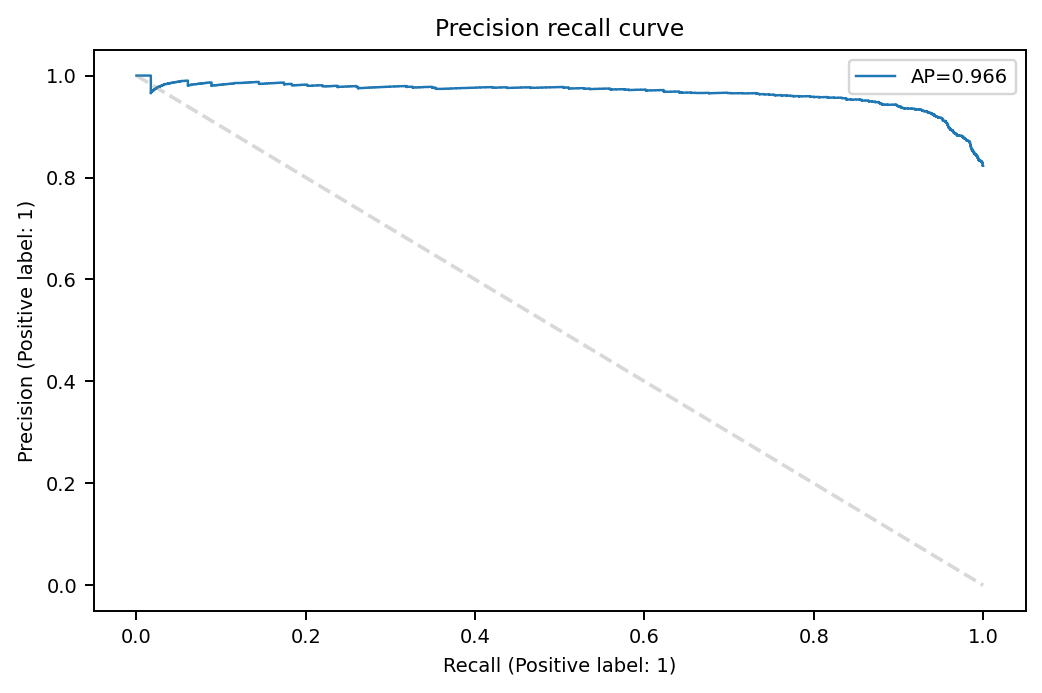 Precision recall curve
AP=0.966
Precision (Positive label: 1)
1.0
0.8
0.6
0.4
0.2
0.0
0.0 0.2 0.4 0.6 0.8 1.0
Recall (Positive label: 1)